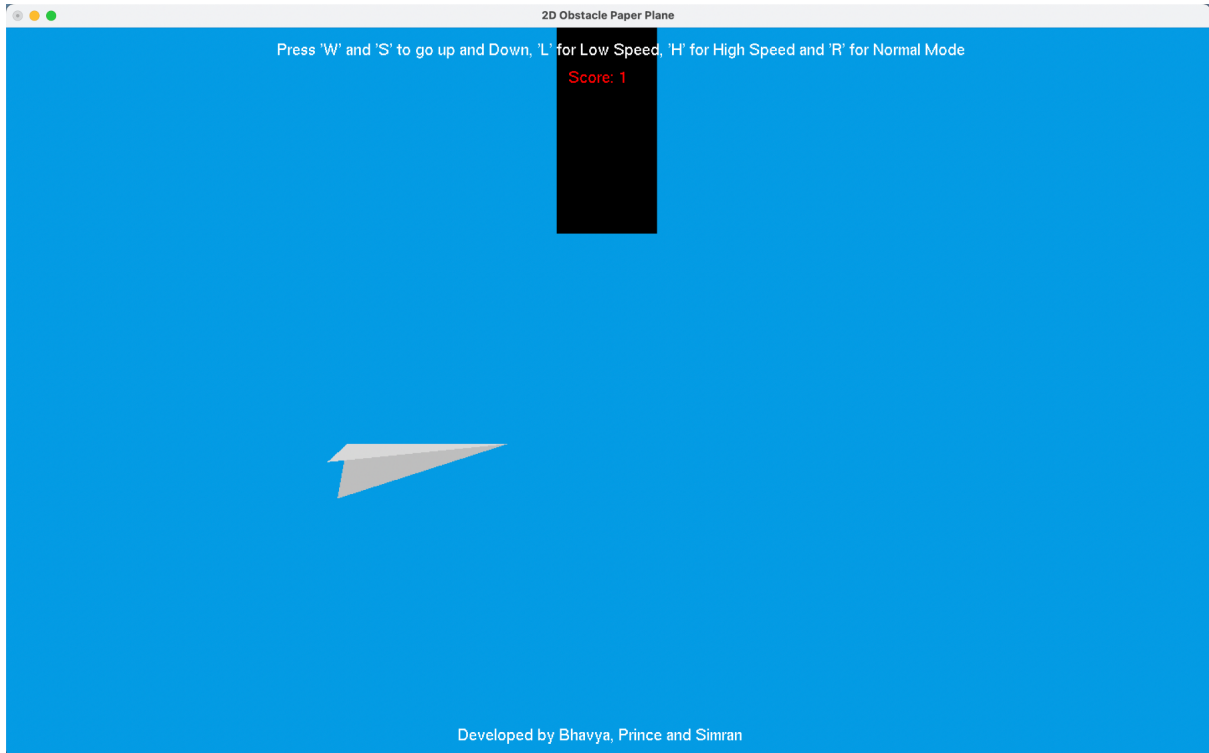 2D Obstacle Paper Plane
Press 'W' and 'S' to go up and Down, 'L' for Low Speed, 'H' for High Speed and 'R' for Normal Mode
Score: 1
Developed by Bhavya, Prince and Simran